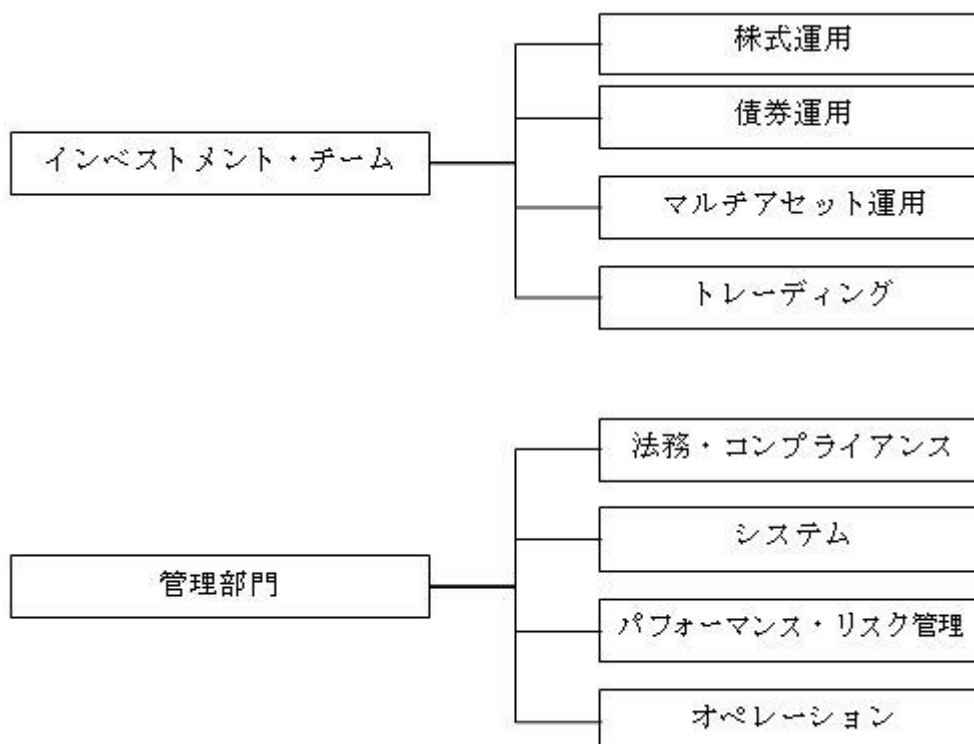 インベストメント・チーム
株式運用
債券運用
マルチアセット運用
トレーディング
管理部門
法務・コンプライアンス
システム
パフォーマンス・リスク管理
オペレーション